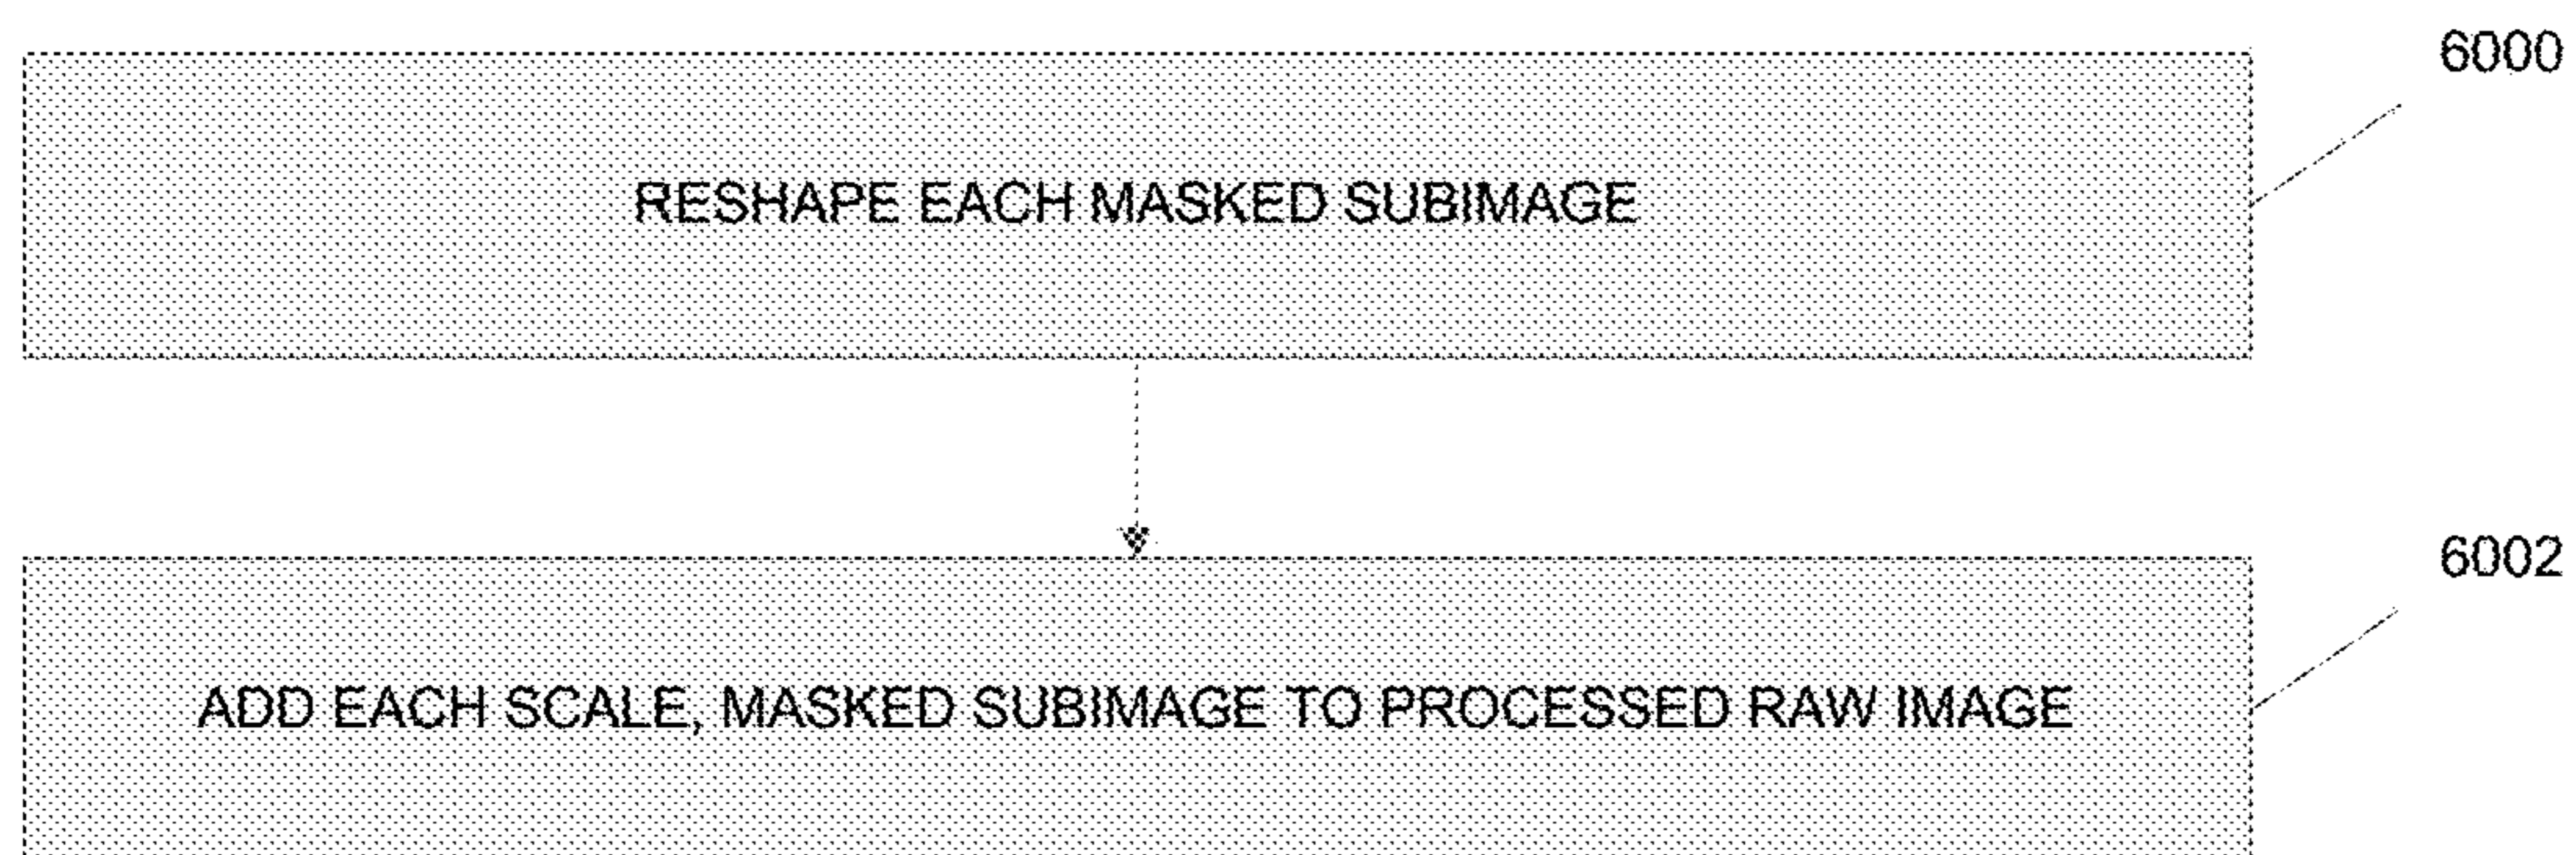 6000
RESHAPE EACH MASKED SUBIMAGE
6002
ADD EACH SCALE, MASKED SUBIMAGE TO PROCESSED RAW IMAGE